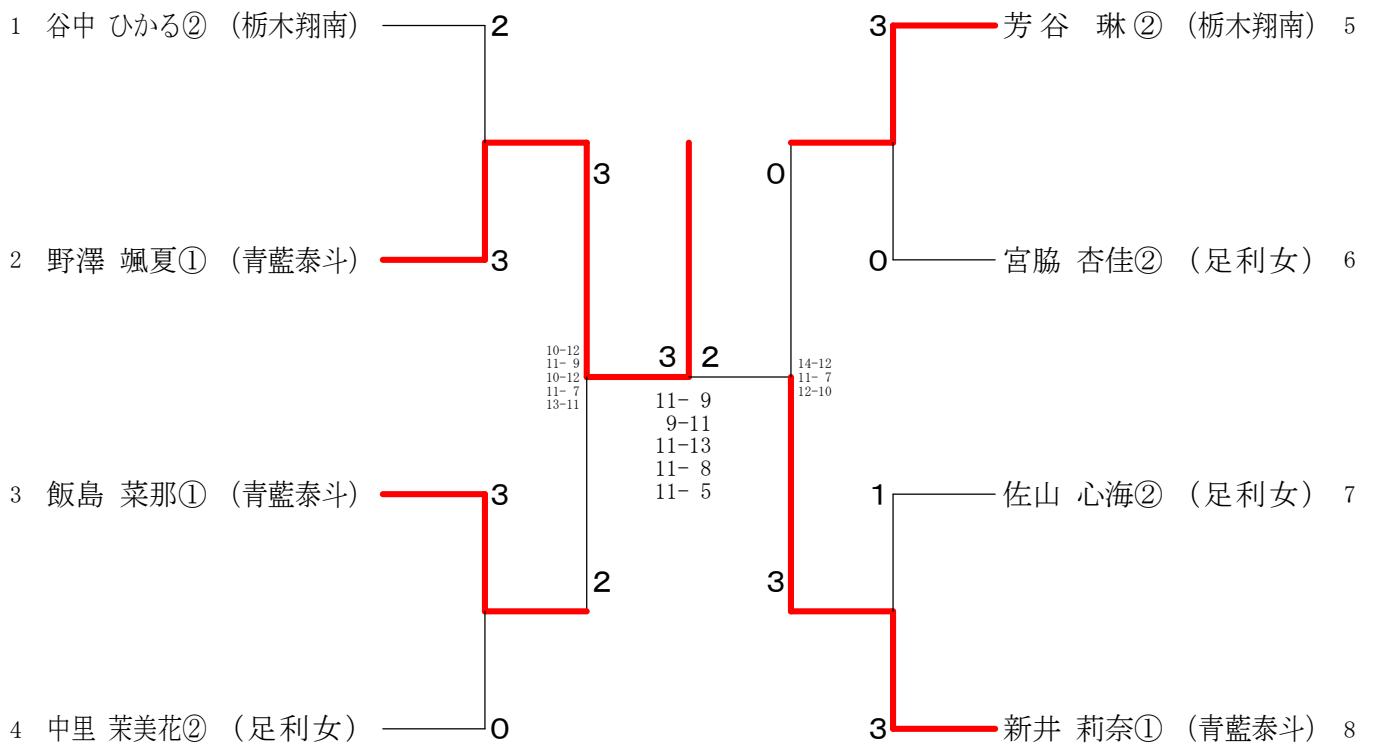 1 谷中 ひかる② (栃木翔南) 2
3 芳谷 琳② (栃木翔南) 5
3
0
2 野澤 颯夏① (青藍泰斗) 3
0 宮脇 杏佳② (足利女) 6
10-12
11- 9
10-12
11- 7
13-11
3 2
11- 9
9-11
11-13
11- 8
11- 5
14-12
11- 7
12-10
3 飯島 菜那① (青藍泰斗) 3
1 佐山 心海② (足利女) 7
2
3
4 中里 茉美花② (足利女) 0
3 新井 莉奈① (青藍泰斗) 8